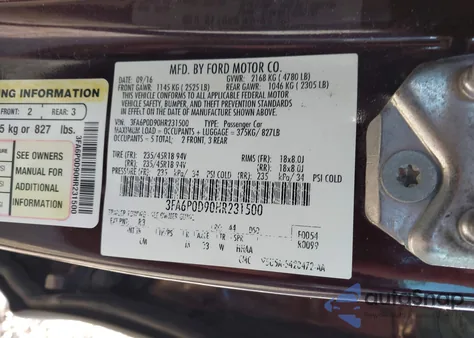 MFD. BY FORD MOTOR CO.
DATE: 09/16 GVWR: 2168 KG ( 4780 LB)
FRONT GAWR: 1145 KG ( 2525 LB) REAR GAWR: 1046 KG ( 2305 LB)
THIS VEHICLE CONFORMS TO ALL APPLICABLE FEDERAL MOTOR VEHICLE
SAFETY, BUMPER, AND THEFT PREVENTION STANDARDS IN EFFECT ON THE
DATE OF MANUFACTURE SHOWN ABOVE.
VIN: 3FA6P0D90HR231500 TYPE: Passenger Car
MAXIMUM LOAD = OCCUPANTS + LUGGAGE = 375KG / 827LB
OCCUPANTS = 5 TOTAL, 2 FRONT, 3 REAR
TIRE (FR): 235/45R18 94V RIMS (FR): 18x8.0J
(RR): 235/45R18 94V (RR): 18x8.0J
PRESSURE (FR): 235 kPa/ 34 PSI COLD (RR): 235 kPa/ 34 PSI COLD
3FA6P0D90HR231500
F0054
K0099
ING INFORMATION
FRONT: 2 REAR: 3
5 kg or 827 lbs.
SEE OWNERS
MANUAL FOR
ADDITIONAL
INFORMATION
3FA6P0D90HR231500
autoSnap